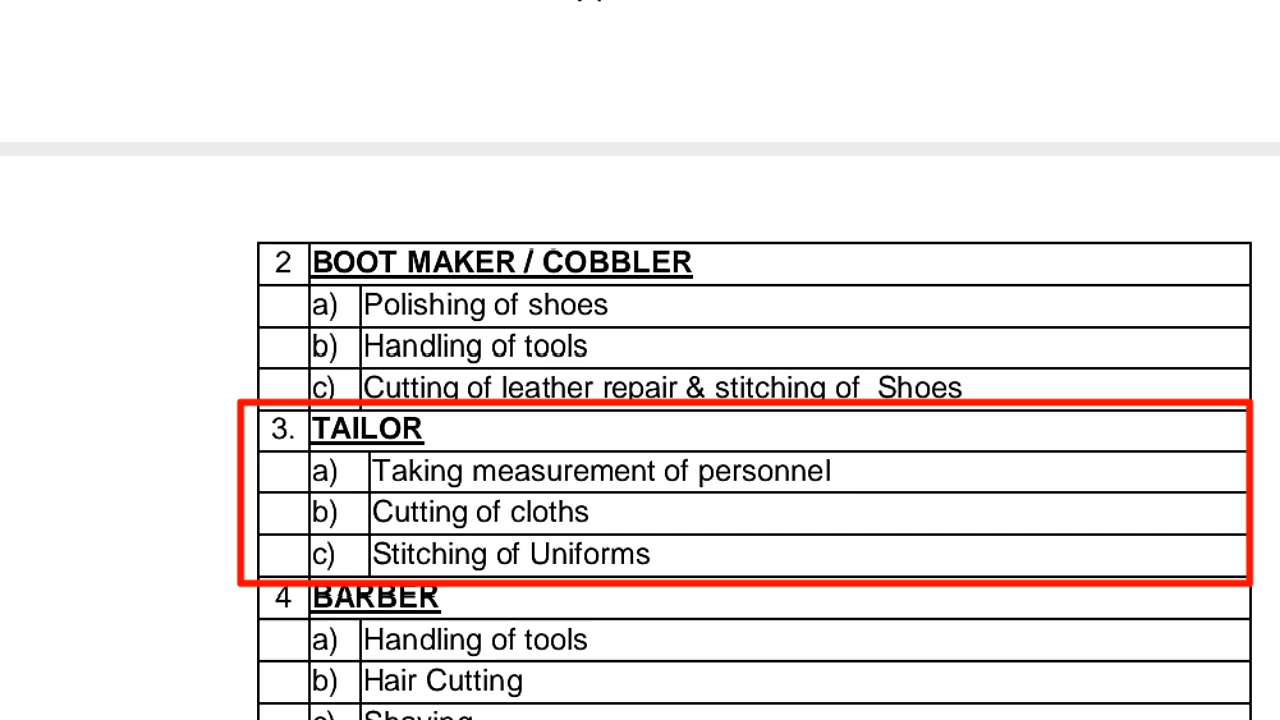 2 BOOT MAKER / COBBLER
a) Polishing of shoes
b) Handling of tools
c) Cutting of leather repair & stitching of Shoes
3. TAILOR
a) Taking measurement of personnel
b) Cutting of cloths
c) Stitching of Uniforms
4 BARBER
a) Handling of tools
b) Hair Cutting
c) Shaving